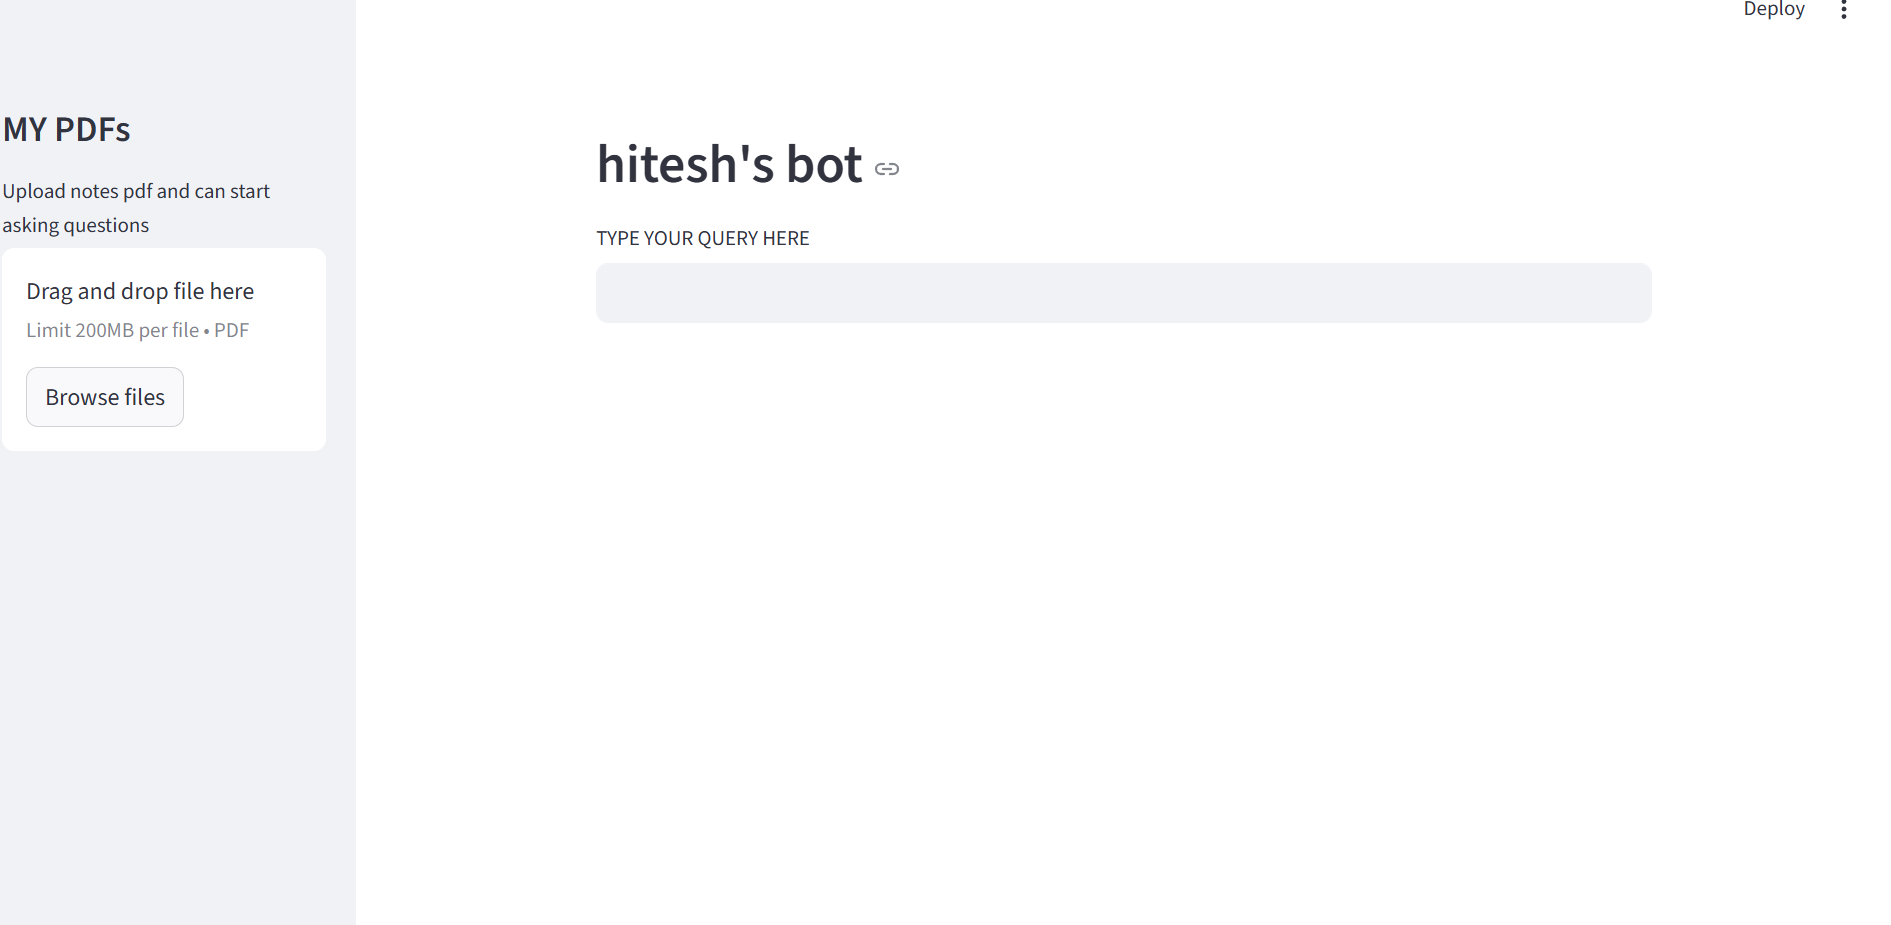 Deploy
MY PDFs
Upload notes pdf and can start
asking questions
Drag and drop file here
Limit 200MB per file • PDF
Browse files
hitesh's bot
TYPE YOUR QUERY HERE